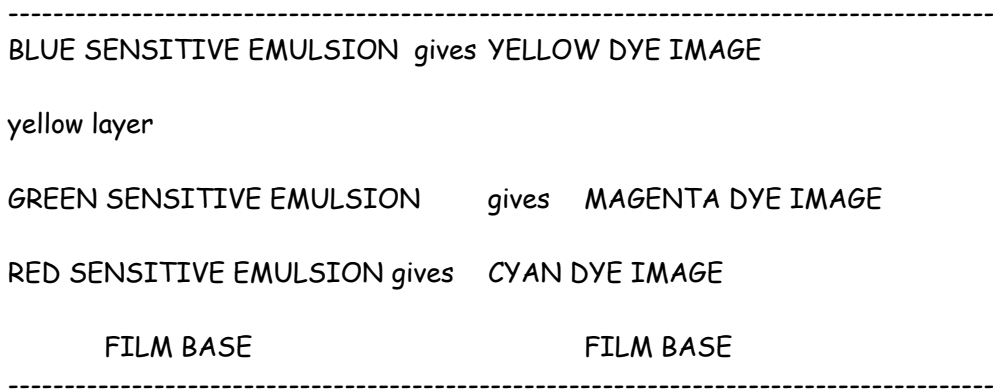 --------------------------------------------------------------------------------------
BLUE SENSITIVE EMULSION gives YELLOW DYE IMAGE
yellow layer
GREEN SENSITIVE EMULSION gives MAGENTA DYE IMAGE
RED SENSITIVE EMULSION gives CYAN DYE IMAGE
FILM BASE FILM BASE
--------------------------------------------------------------------------------------